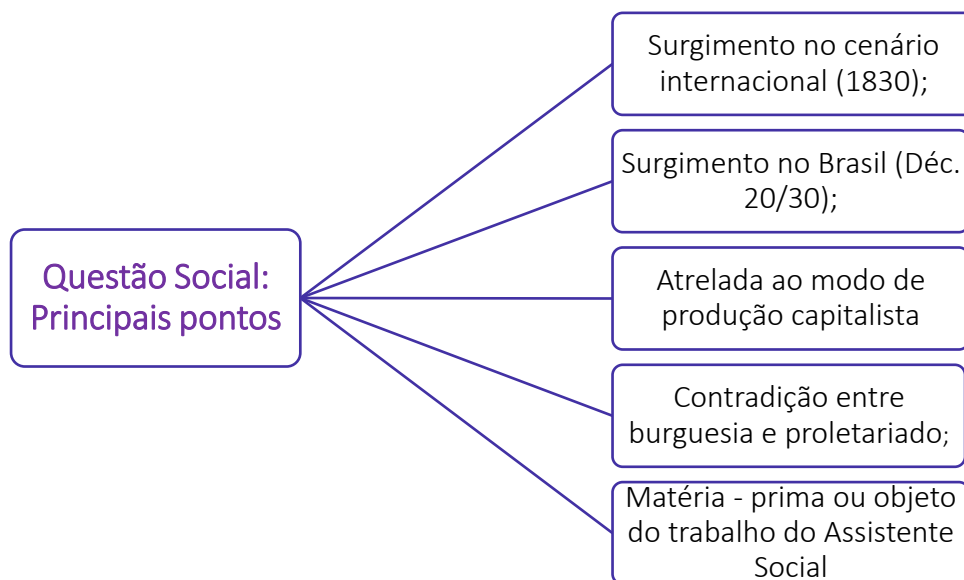 Questão Social:
Principais pontos
Surgimento no cenário
internacional (1830);
Surgimento no Brasil (Déc.
20/30);
Atrelada ao modo de
produção capitalista
Contradição entre
burguesia e proletariado;
Matéria - prima ou objeto
do trabalho do Assistente
Social